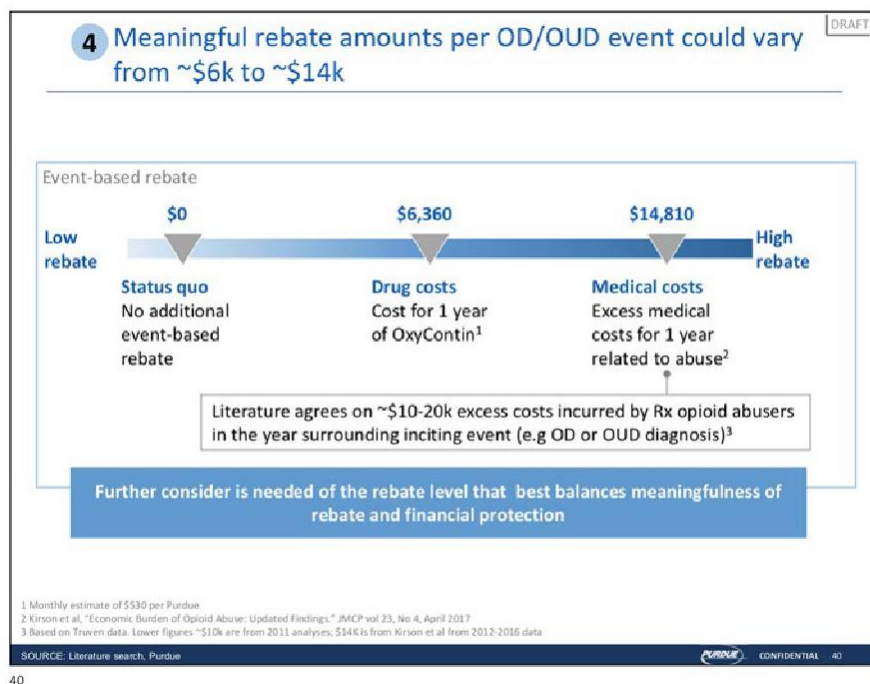 DRAFT
4 Meaningful rebate amounts per OD/OUD event could vary
from ~$6k to ~$14k
Event-based rebate
$0 $6,360 $14,810
Low
rebate
High
rebate
Status quo
No additional
event-based
rebate
Drug costs
Cost for 1 year
of OxyContin¹
Medical costs
Excess medical
costs for 1 year
related to abuse²
Literature agrees on ~$10-20k excess costs incurred by Rx opioid abusers
in the year surrounding inciting event (e.g OD or OUD diagnosis)³
Further consider is needed of the rebate level that best balances meaningfulness of
rebate and financial protection
1 Monthly estimate of $530 per Purdue
2 Kirson et al, "Economic Burden of Opioid Abuse: Updated Findings." JMCP vol 23, No 4, April 2017
3 Based on Truven data. Lower figures ~$10k are from 2011 analyses; $14K is from Kirson et al from 2012-2016 data
SOURCE: Literature search, Purdue
PURDUE CONFIDENTIAL 40
40